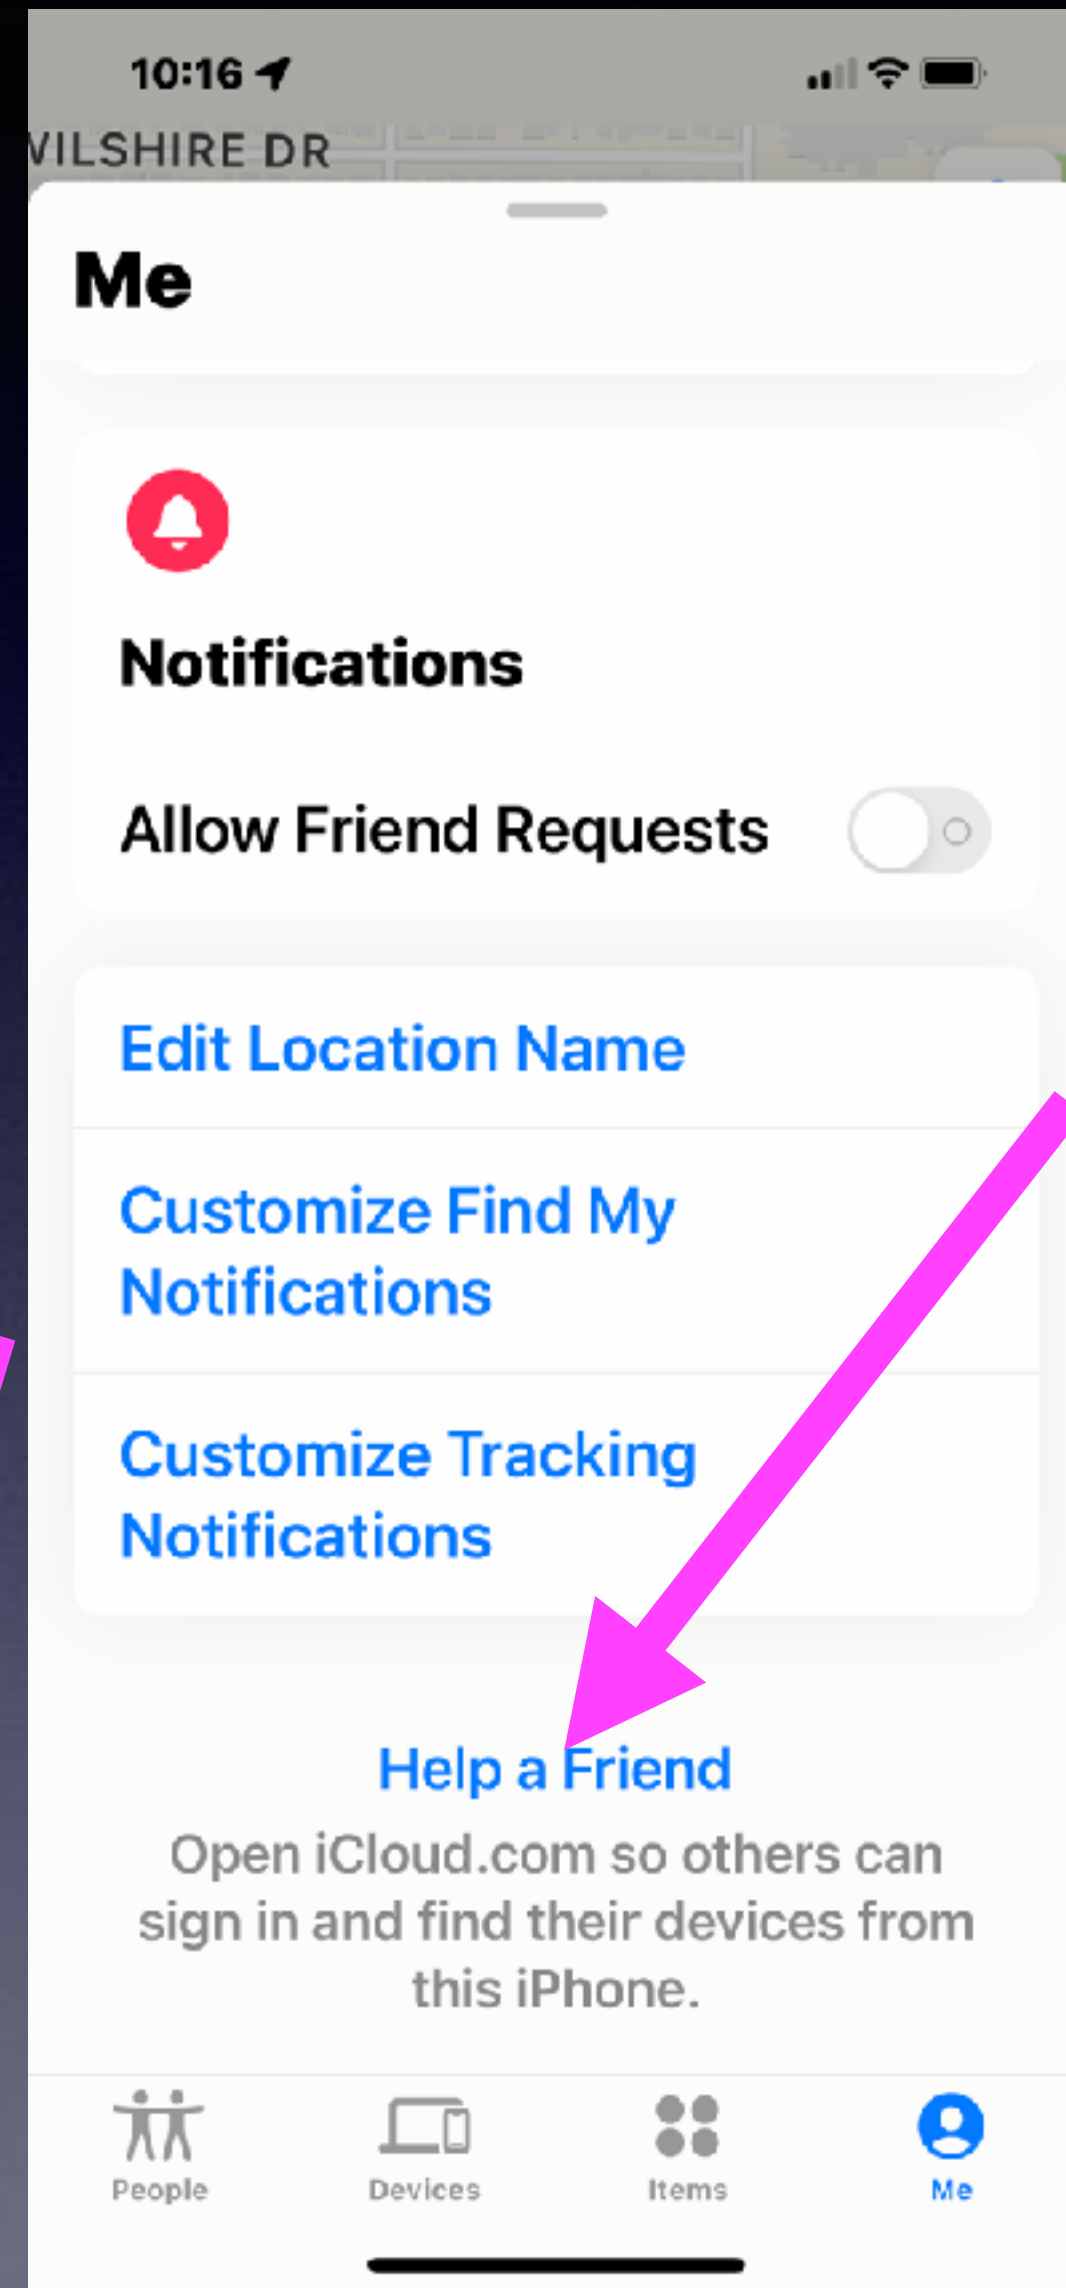 10:16
WILSHIRE DR
Me
Notifications
Allow Friend Requests
Edit Location Name
Customize Find My
Notifications
Customize Tracking
Notifications
Help a Friend
Open iCloud.com so others can
sign in and find their devices from
this iPhone.
People Devices Items Me